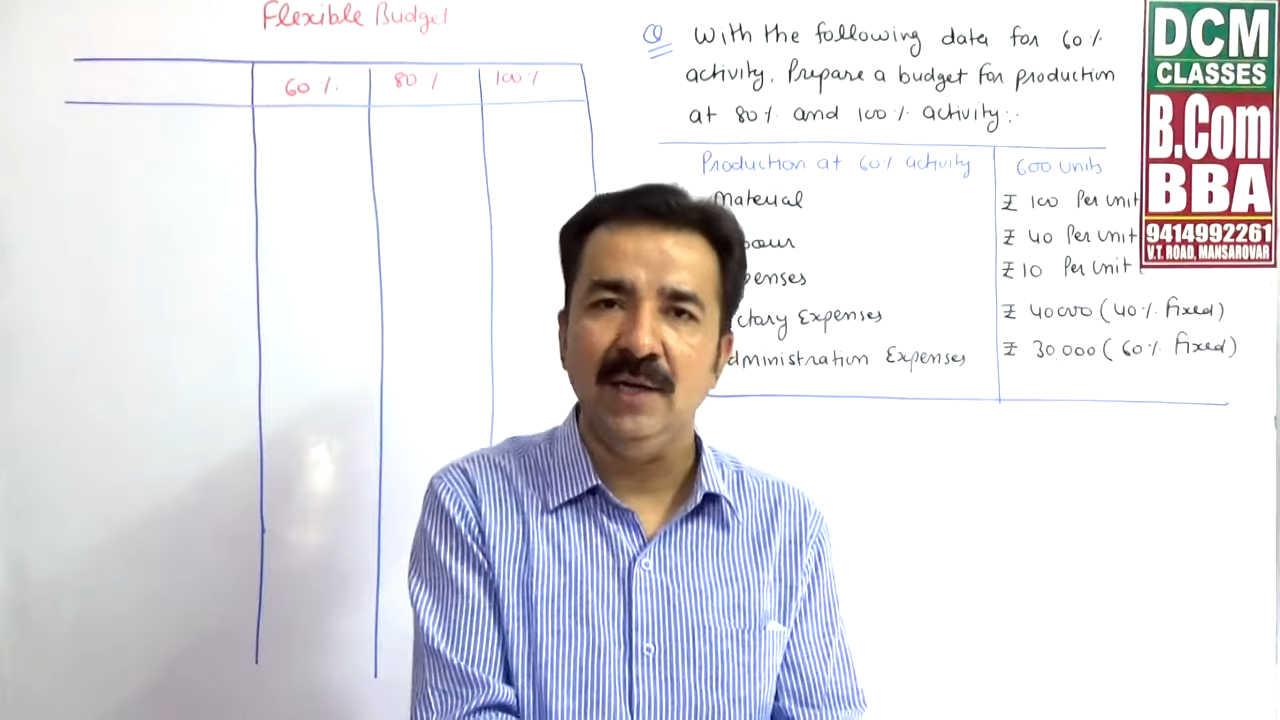 Flexible Budget
60% 80% 100%
Q With the following data for 60%
activity. Prepare a budget for production
at 80% and 100% activity:-
Production at 60% activity 600 units
Material ₹ 100 Per unit
₹ 40 Per unit
₹ 10 Per unit
Expenses ₹ 40000 (40% fixed)
Administration Expenses ₹ 30.000 (60% fixed)
DCM
CLASSES
B.Com
BBA
9414992261
V.T. ROAD, MANSAROVAR